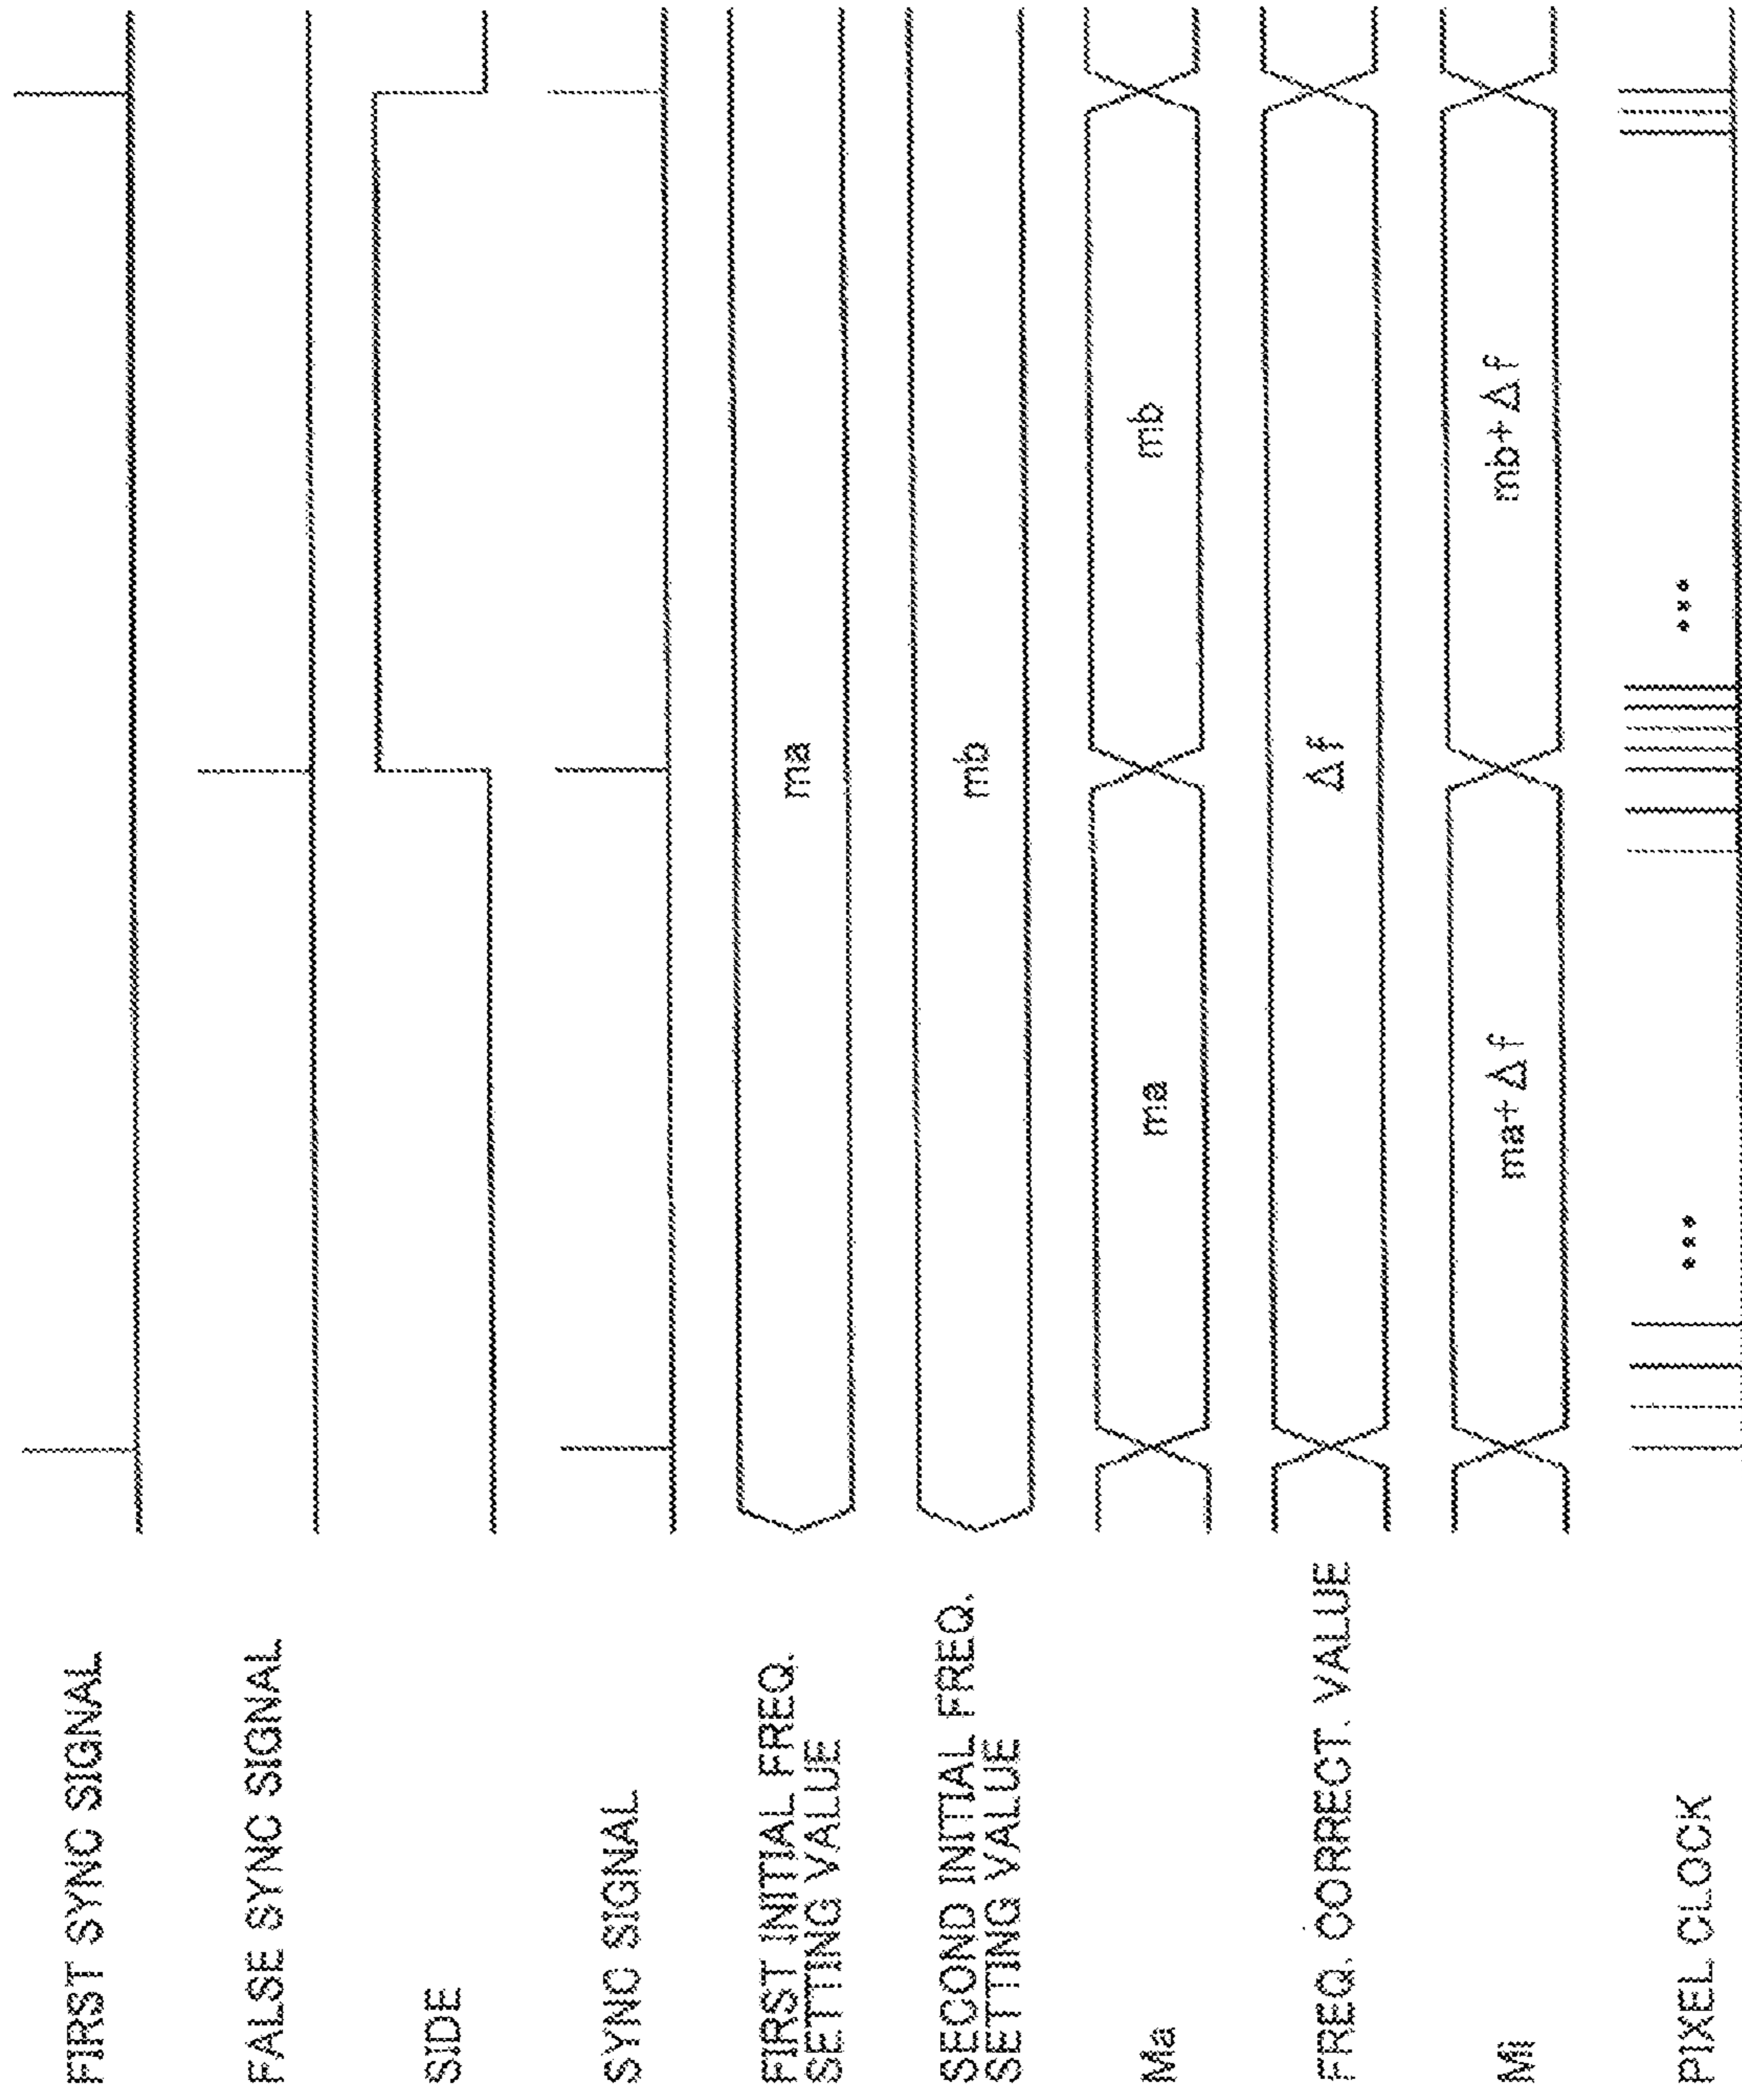 FIRST SYNC SIGNAL
FALSE SYNC SIGNAL
SIDE
SYNC SIGNAL
FIRST INITIAL FREQ.
SETTING VALUE
ma
SECOND INITIAL FREQ.
SETTING VALUE
mb
Ma
ma
mb
FREQ. CORRECT. VALUE
Δf
Mi
ma+Δf
mb+Δf
PIXEL CLOCK
•••
•••